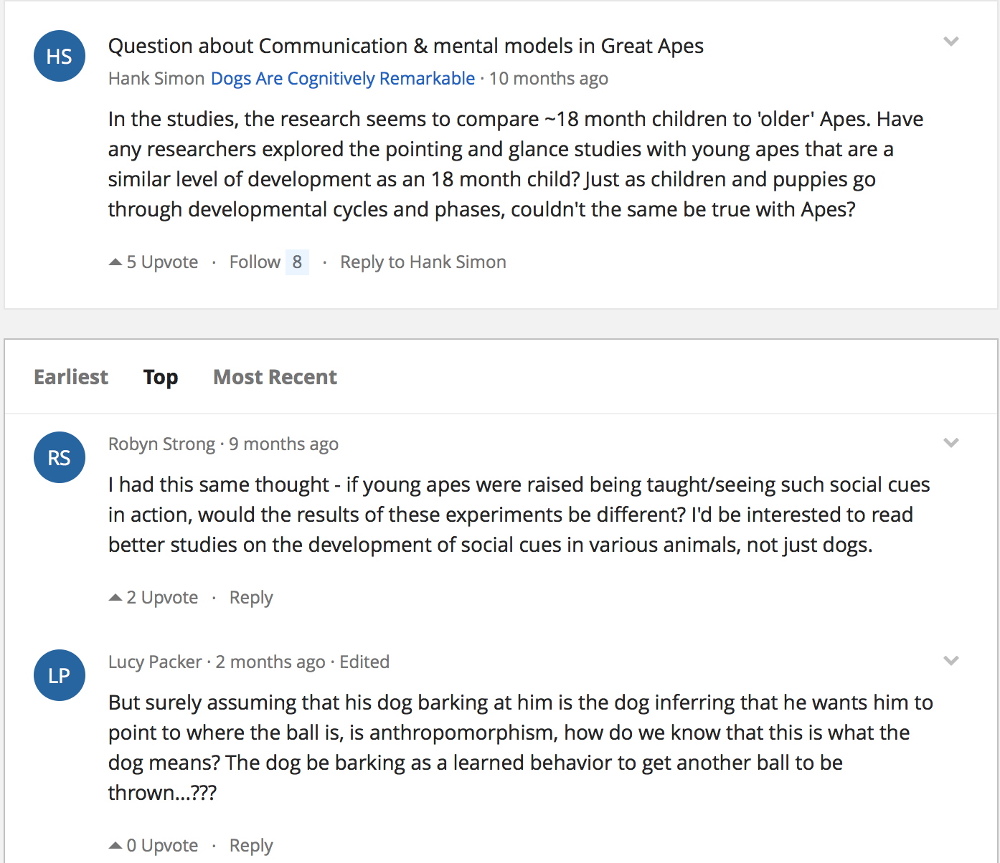 HS
Question about Communication & mental models in Great Apes
Hank Simon Dogs Are Cognitively Remarkable · 10 months ago
In the studies, the research seems to compare ~18 month children to 'older' Apes. Have
any researchers explored the pointing and glance studies with young apes that are a
similar level of development as an 18 month child? Just as children and puppies go
through developmental cycles and phases, couldn't the same be true with Apes?
5 Upvote · Follow 8 · Reply to Hank Simon
Earliest Top Most Recent
RS
Robyn Strong · 9 months ago
I had this same thought - if young apes were raised being taught/seeing such social cues
in action, would the results of these experiments be different? I'd be interested to read
better studies on the development of social cues in various animals, not just dogs.
2 Upvote · Reply
LP
Lucy Packer · 2 months ago · Edited
But surely assuming that his dog barking at him is the dog inferring that he wants him to
point to where the ball is, is anthropomorphism, how do we know that this is what the
dog means? The dog be barking as a learned behavior to get another ball to be
thrown...???
0 Upvote · Reply